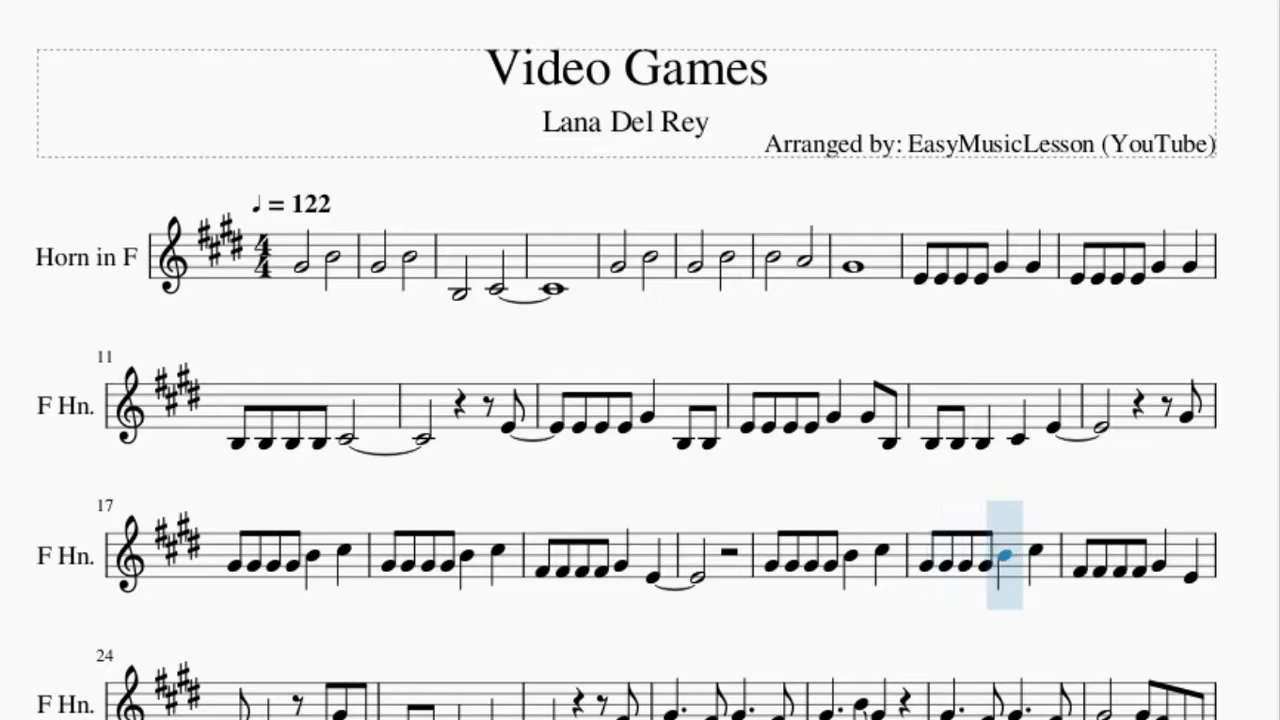 Video Games
Lana Del Rey
Arranged by: EasyMusicLesson (YouTube)
♩ = 122
Horn in F
4
4
11
F Hn.
17
F Hn.
24
F Hn.